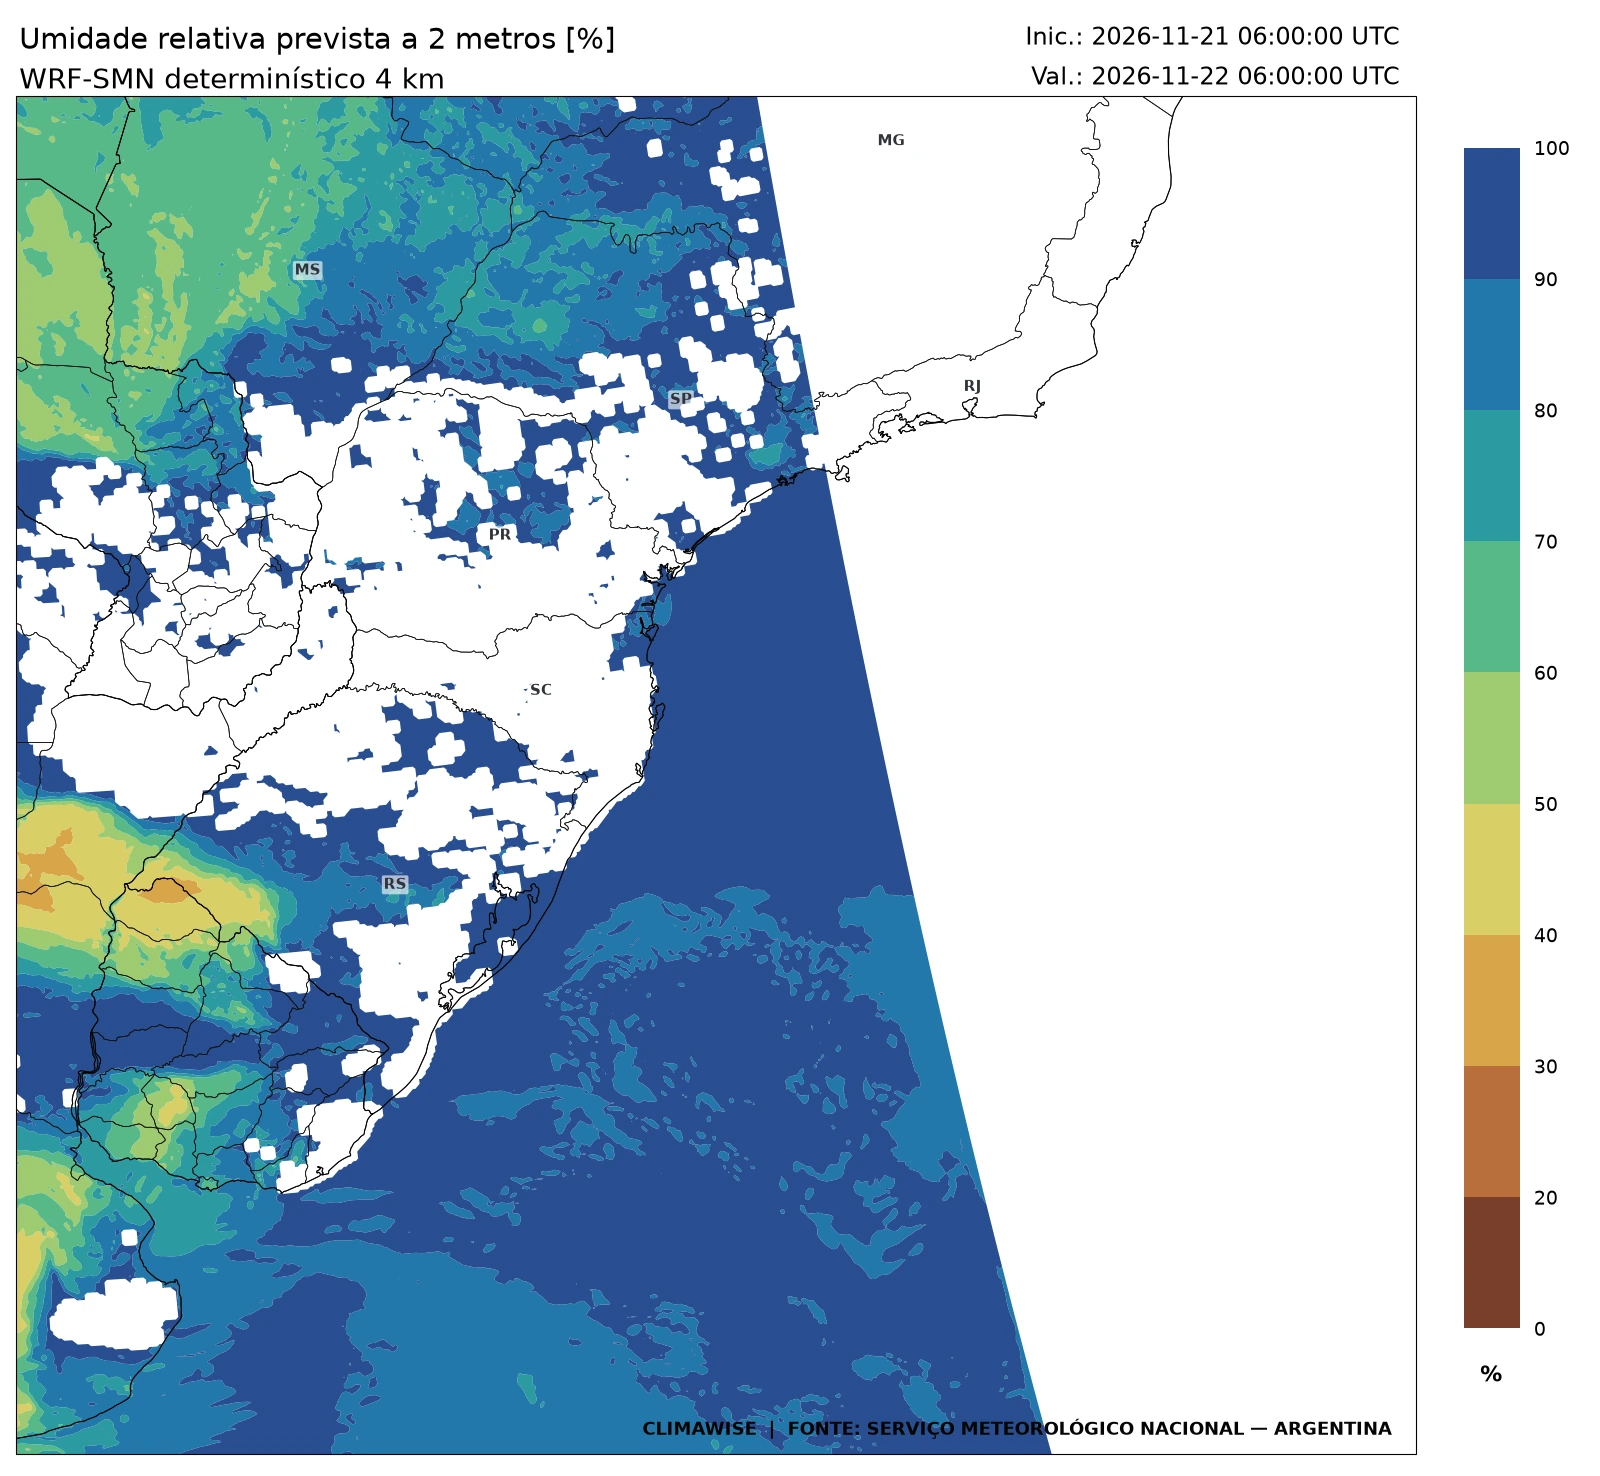 Umidade relativa prevista a 2 metros [%]
WRF-SMN determinístico 4 km
Inic.: 2026-11-21 06:00:00 UTC
Val.: 2026-11-22 06:00:00 UTC
MG
MS
RJ
SP
PR
SC
RS
100
90
80
70
60
50
40
30
20
0
%
CLIMAWISE | FONTE: SERVIÇO METEOROLÓGICO NACIONAL — ARGENTINA